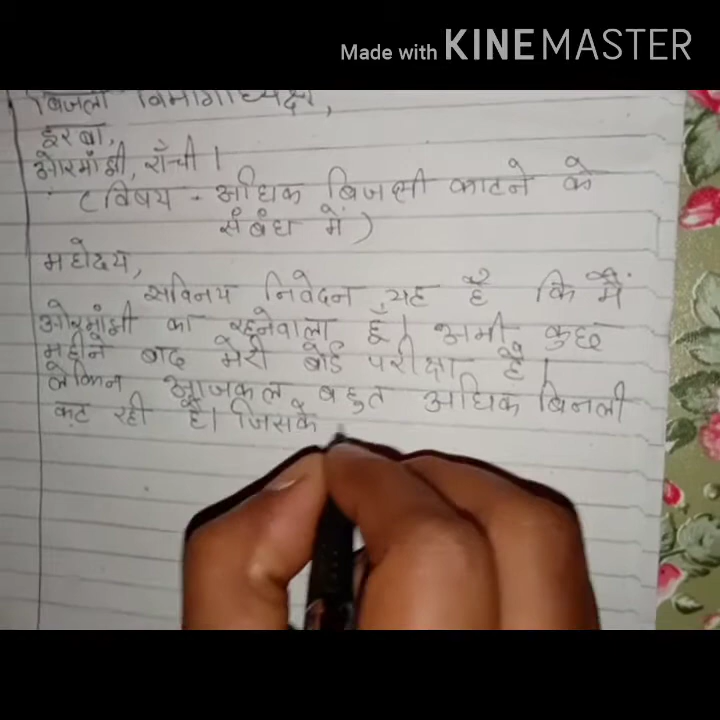 Made with KINEMASTER
बिजली विभागाध्यक्ष,
इरबा,
ओरमाँझी, राँची।
( विषय - अधिक बिजली काटने के
संबंध में )
महोदय,
सविनय निवेदन यह है कि मैं
ओरमांझी का रहनेवाला हूँ। अभी कुछ
महीने बाद मेरी बोर्ड परीक्षा है।
लेकिन आजकल बहुत अधिक बिजली
कट रही है। जिसके